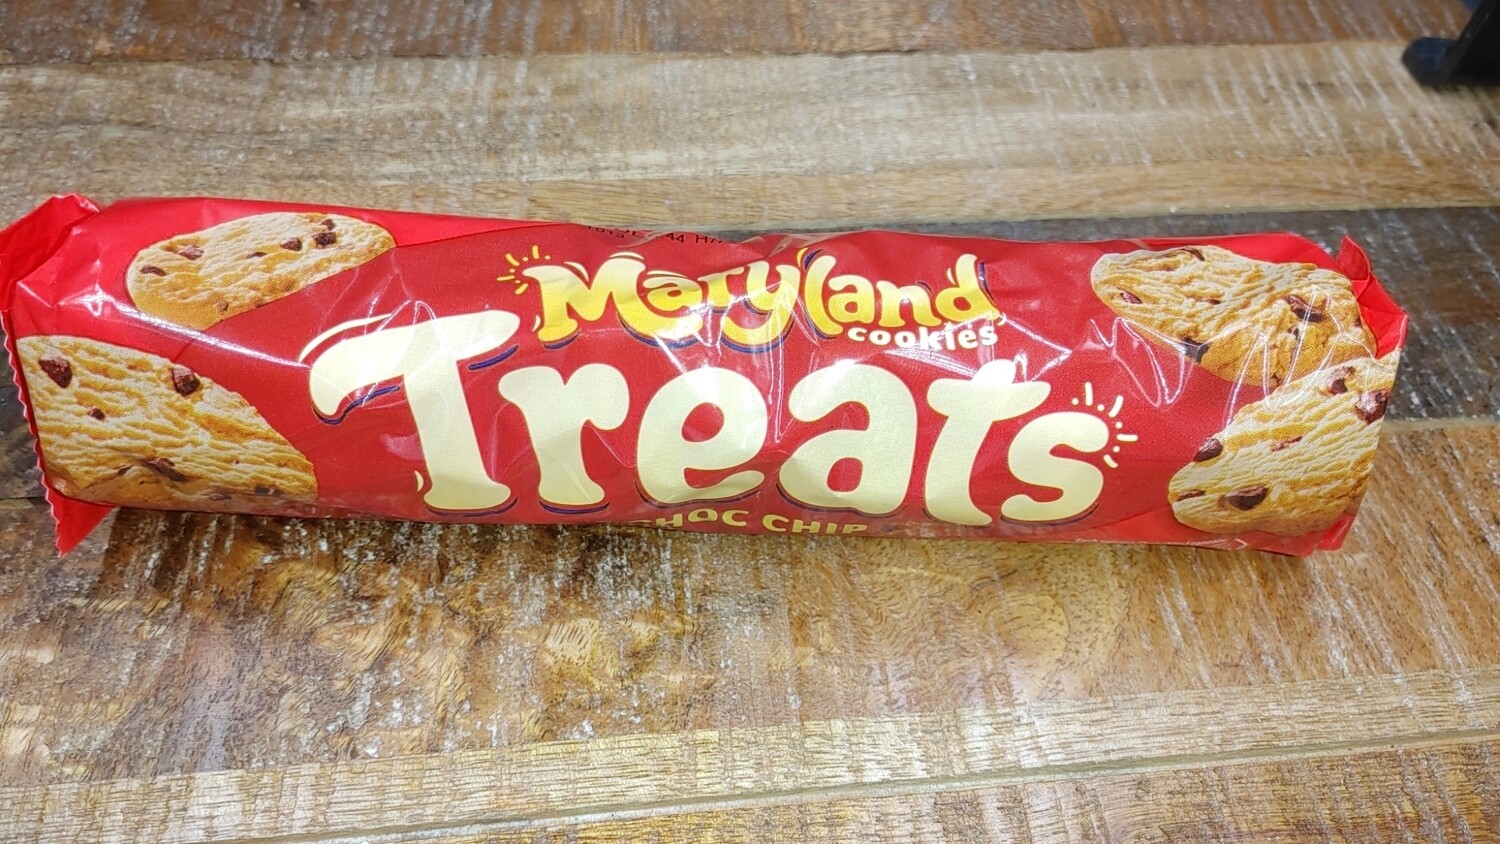 Maryland
cookies
Treats
CHOC CHIP